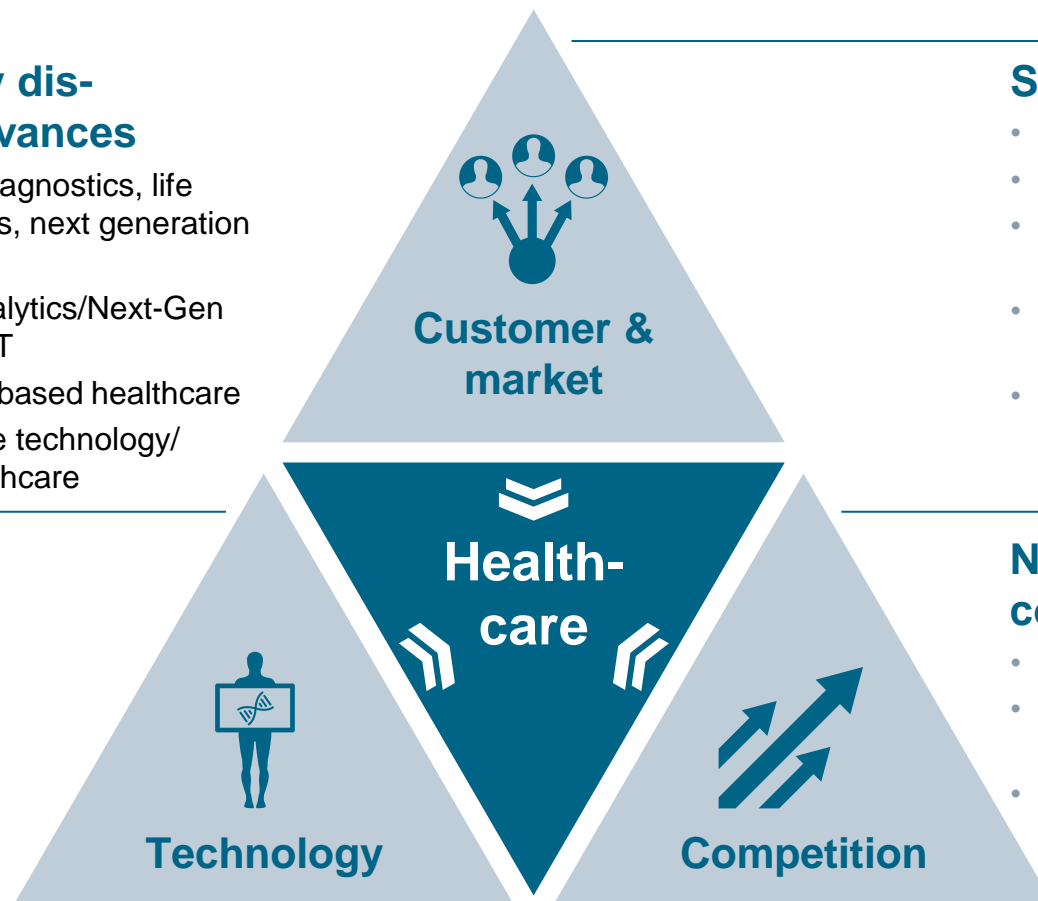 dis-
vances
agnostics, life
s, next generation
alytics/Next-Gen
T
based healthcare
e technology/
hcare
Customer &
market
Health-
care
Technology
Competition
S
N